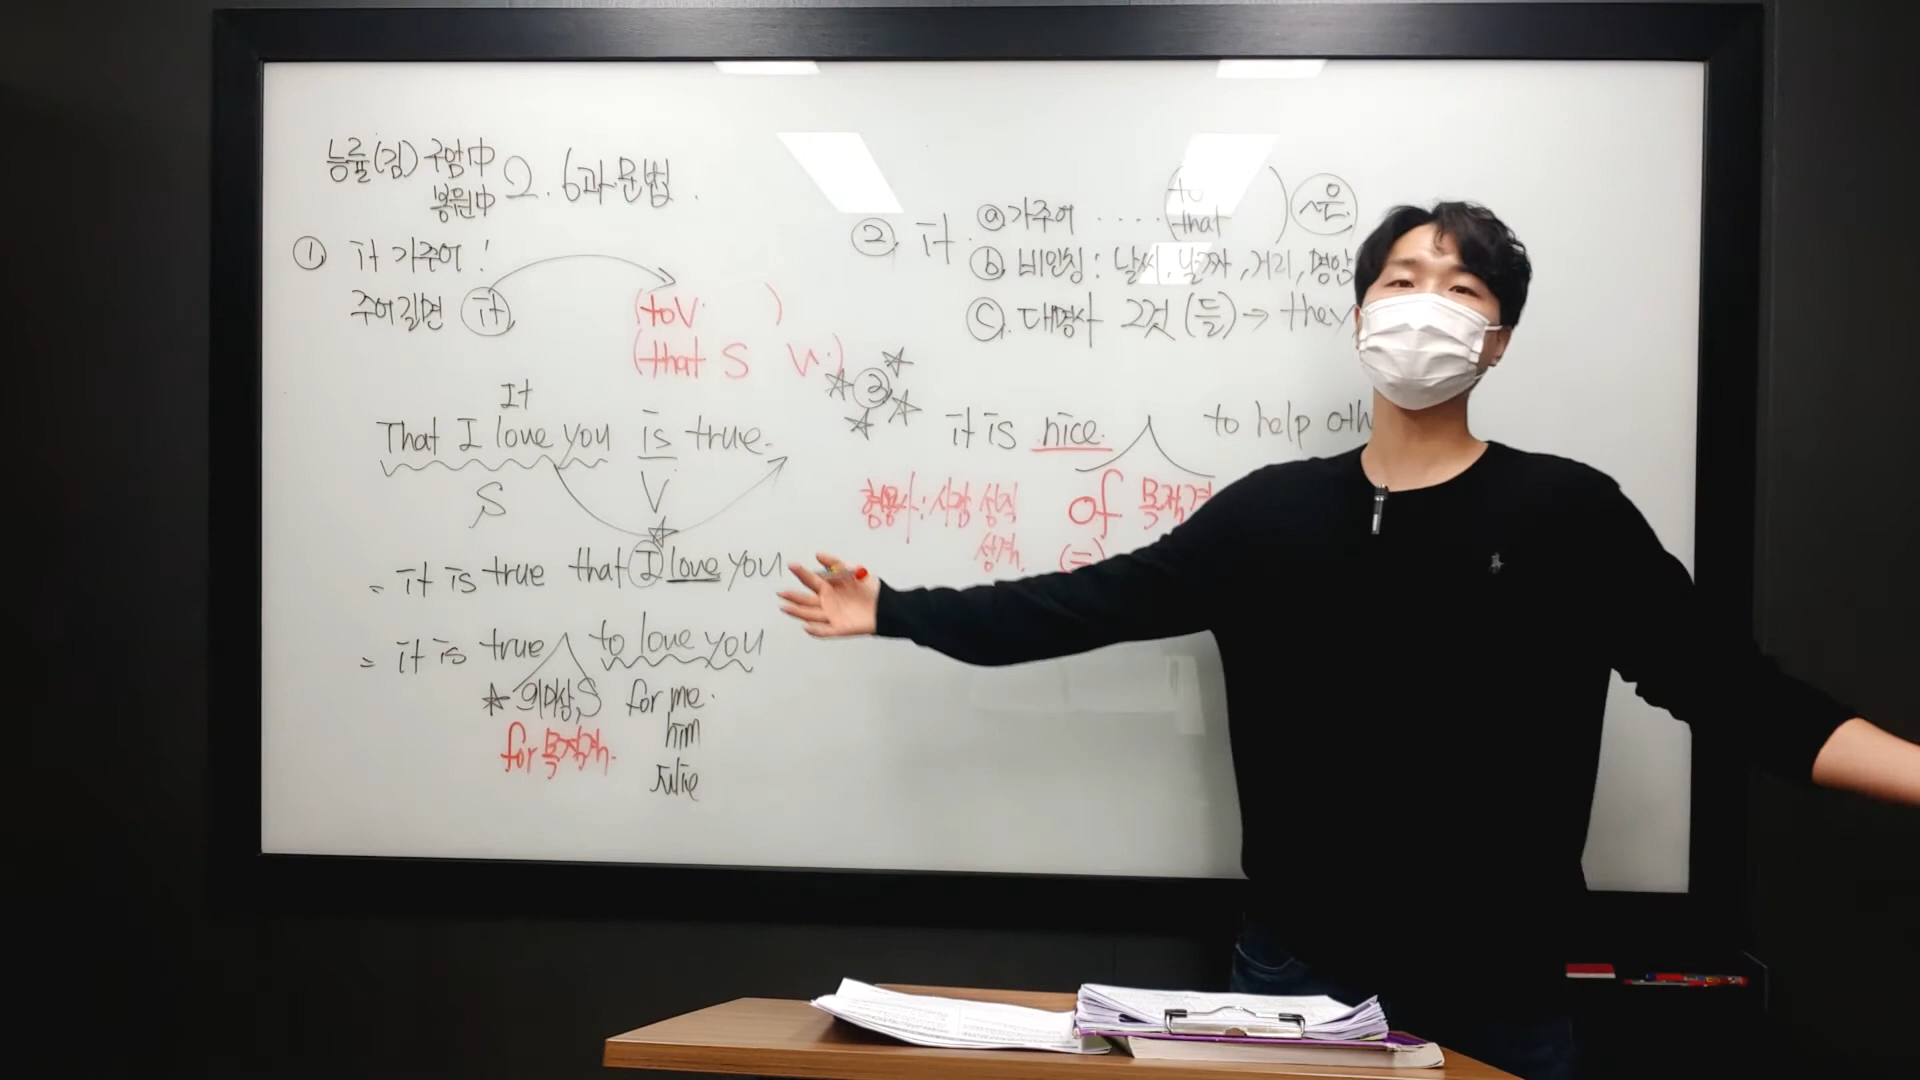 능률(김) 구암中
봉원中
2. 6과 문법.
① it 가주어!
주어길면 it
(to V. )
(that S V.)
It
That I love you is true.
S V
= it is true that I love you
= it is true to love you
☆ 의미상 S for me.
for 목적격. him
Julie
② it. ⓐ 가주어 ···· (to that ) 은
ⓑ 비인칭: 날씨, 날짜, 거리, 명암
ⓒ. 대명사 그것 (들) → they
③
it is nice. to help oth
형용사: 사람 성질 of 목적격
성격.
(=)